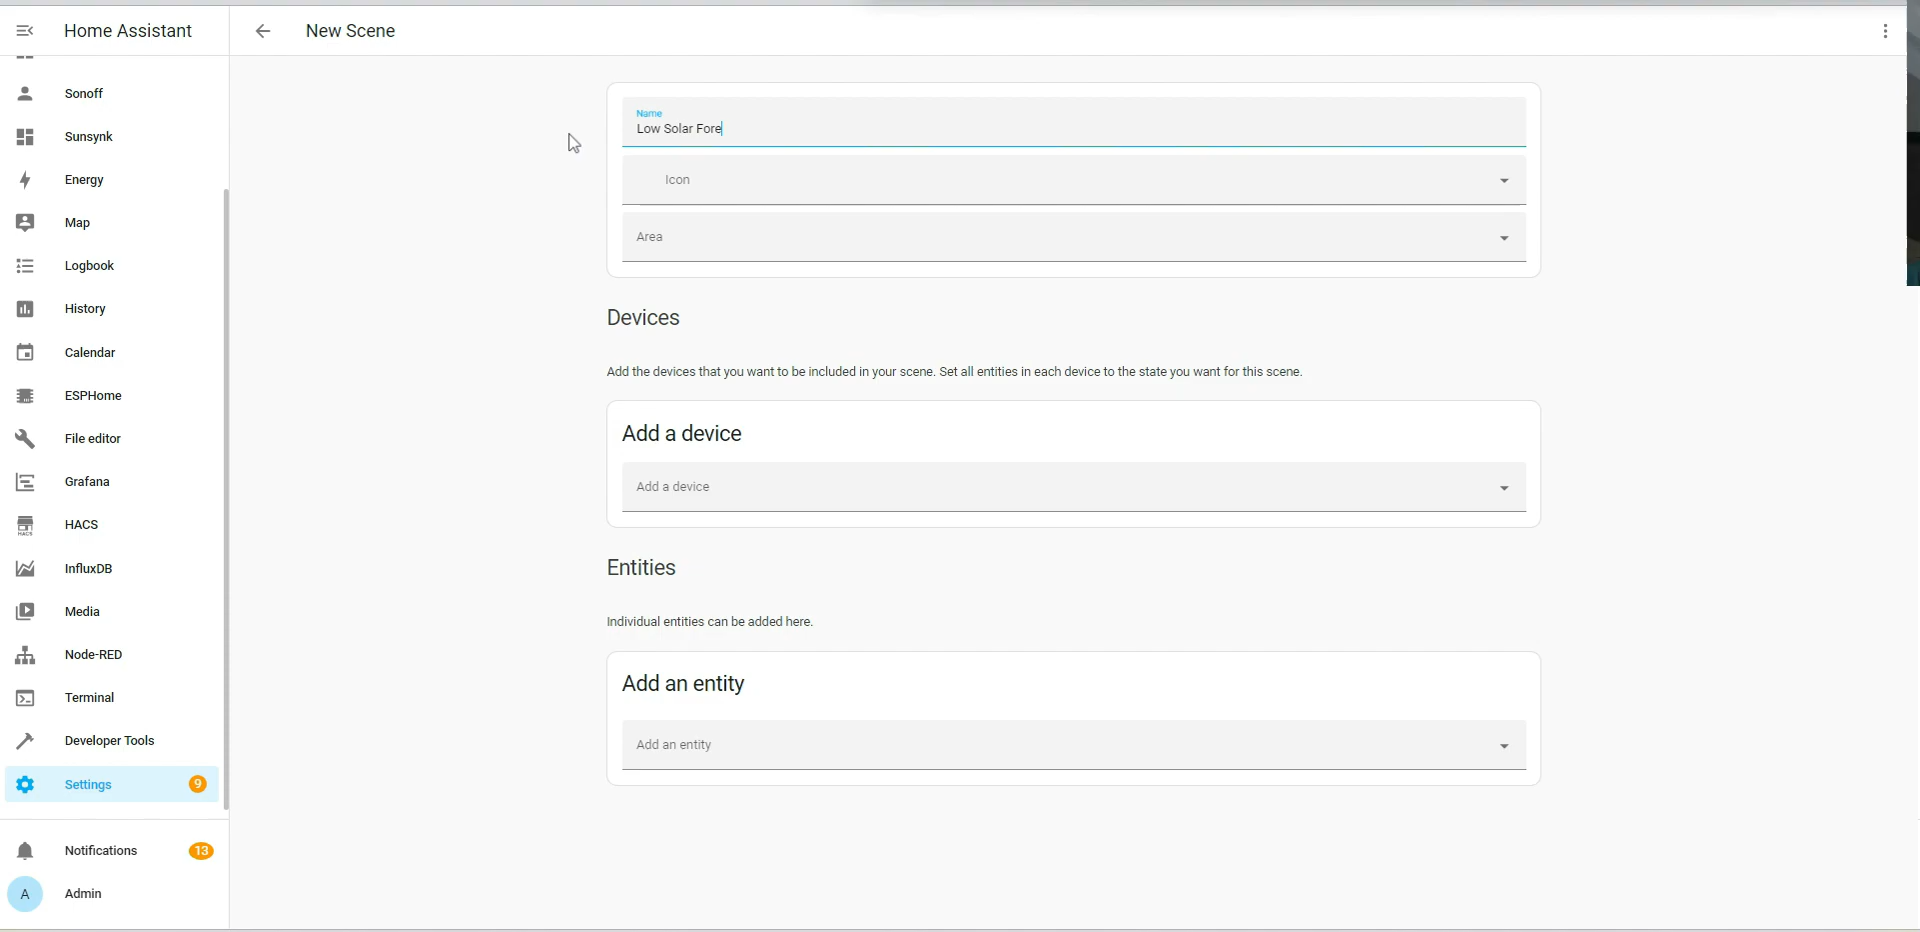 Home Assistant
New Scene
Sonoff
Sunsynk
Energy
Map
Logbook
History
Calendar
ESPHome
File editor
Grafana
HACS
HACS
InfluxDB
Media
Node-RED
Terminal
Developer Tools
Settings 9
Notifications 13
A Admin
Name
Low Solar Fore
Icon
Area
Devices
Add the devices that you want to be included in your scene. Set all entities in each device to the state you want for this scene.
Add a device
Add a device
Entities
Individual entities can be added here.
Add an entity
Add an entity